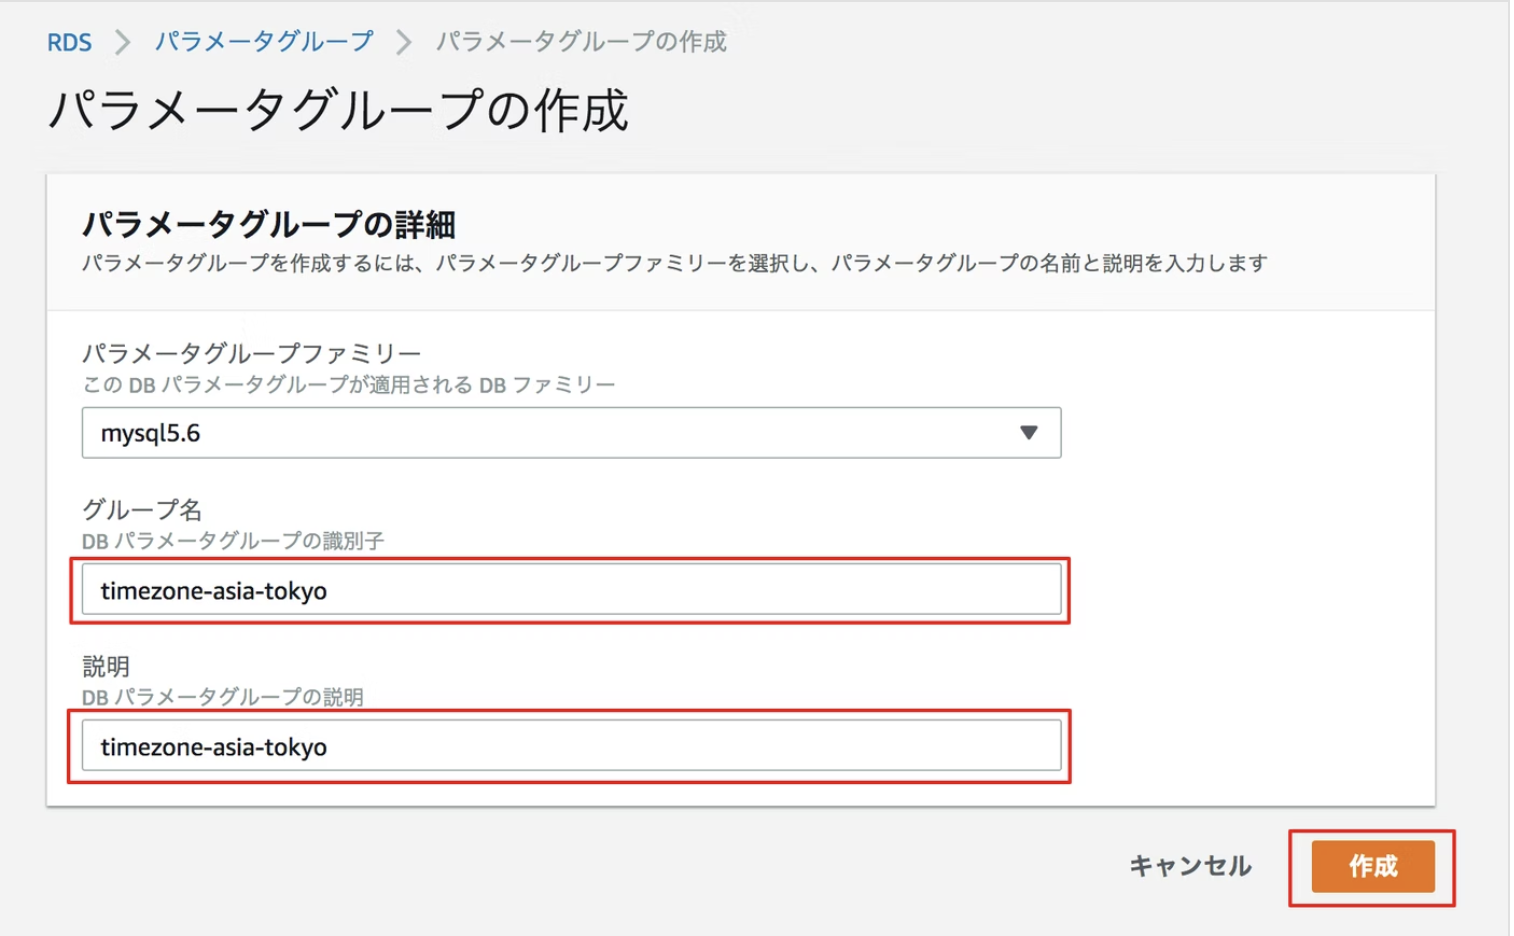 RDS > パラメータグループ > パラメータグループの作成
パラメータグループの作成
パラメータグループの詳細
パラメータグループを作成するには、パラメータグループファミリーを選択し、パラメータグループの名前と説明を入力します
パラメータグループファミリー
この DB パラメータグループが適用される DB ファミリー
mysql5.6
グループ名
DB パラメータグループの識別子
timezone-asia-tokyo
説明
DB パラメータグループの説明
timezone-asia-tokyo
キャンセル
作成